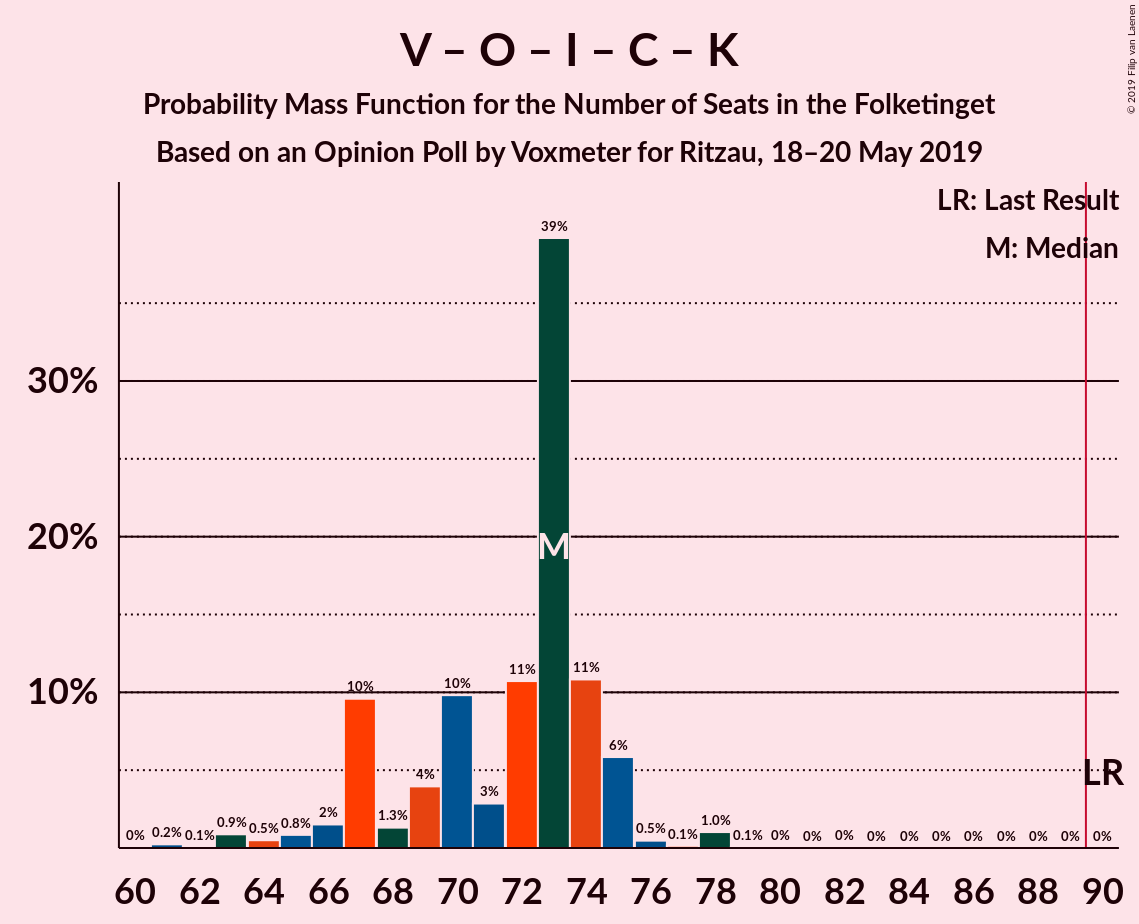 V – O – I – C – K
Probability Mass Function for the Number of Seats in the Folketinget
Based on an Opinion Poll by Voxmeter for Ritzau, 18–20 May 2019
© 2019 Filip van Laenen
LR: Last Result
M: Median
30%
20%
10%
0% 0.2% 0.1% 0.9% 0.5% 0.8% 2% 10% 1.3% 4% 10% 3% 11% 39% 11% 6% 0.5% 0.1% 1.0% 0.1% 0% 0% 0% 0% 0% 0% 0% 0% 0% 0% 0%
M
LR
60 62 64 66 68 70 72 74 76 78 80 82 84 86 88 90